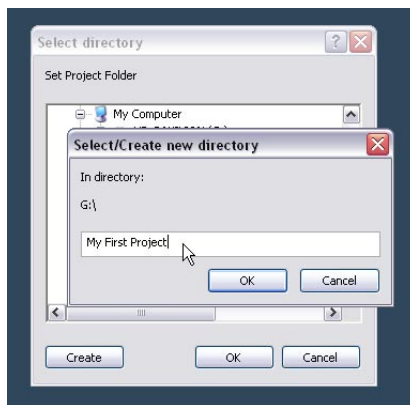 Select directory
Set Project Folder
My Computer
Select/Create new directory
In directory:
G:\
My First Project
OK Cancel
Create OK Cancel